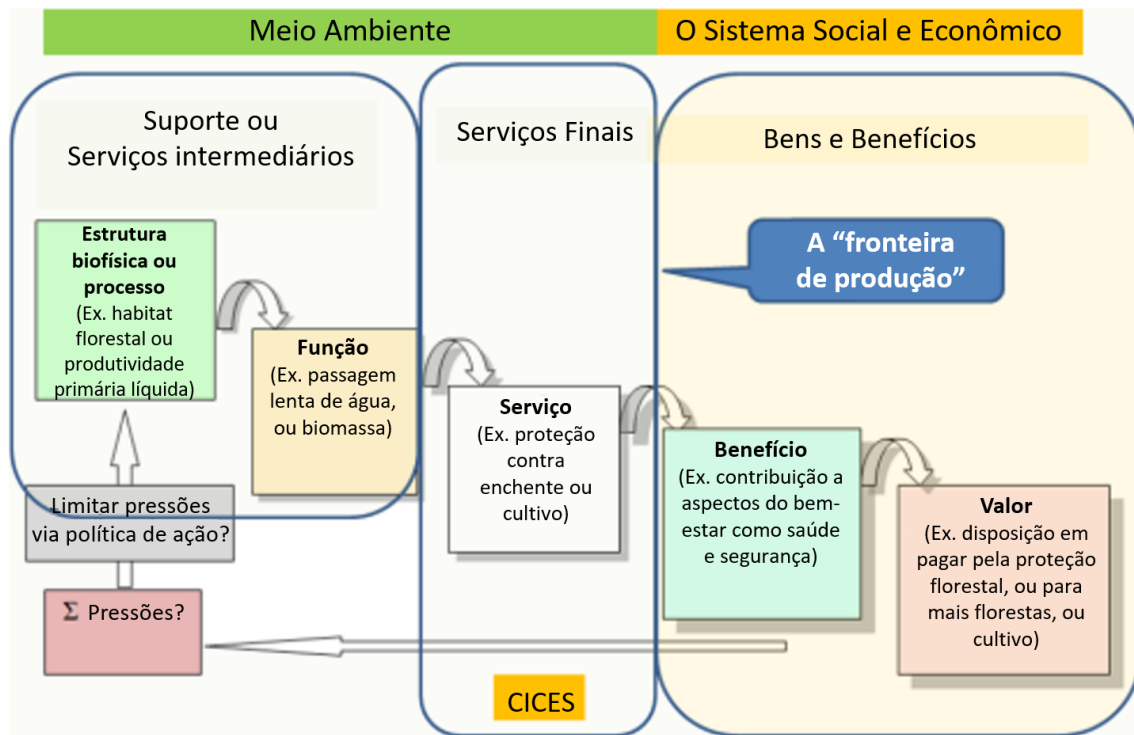 Meio Ambiente
O Sistema Social e Econômico
Suporte ou
Serviços intermediários
Serviços Finais
Bens e Benefícios
Estrutura
biofísica ou
processo
(Ex. habitat
florestal ou
produtividade
primária líquida)
A “fronteira
de produção”
Função
(Ex. passagem
lenta de água,
ou biomassa)
Serviço
(Ex. proteção
contra
enchente ou
cultivo)
Benefício
(Ex. contribuição a
aspectos do bem-
estar como saúde
e segurança)
Valor
(Ex. disposição em
pagar pela proteção
florestal, ou para
mais florestas, ou
cultivo)
Limitar pressões
via política de ação?
Σ Pressões?
CICES